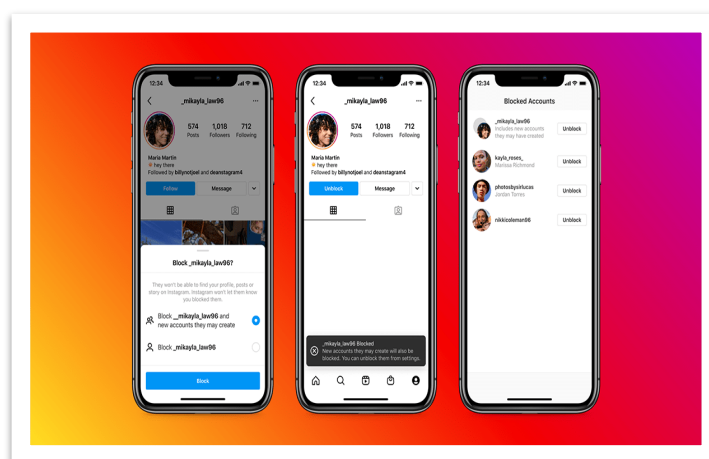 12:34
_mikayla_law96
574 1,018 712
Posts Followers Following
Maria Martin
hey there
Followed by billynotjoel and deanstagram4
Follow Message
Block _mikayla_law96?
They won't be able to find your profile, posts or
story on Instagram. Instagram won't let them know
you blocked them.
Block __mikayla_law96 and
new accounts they may create
Block _mikayla_law96
Block
12:34
_mikayla_law96
574 1,018 712
Posts Followers Following
Maria Martin
hey there
Followed by billynotjoel and deanstagram4
Unblock Message
_mikayla_law96 Blocked
New accounts they may create will also be
blocked. You can unblock them from settings.
12:34
Blocked Accounts
_mikayla_law96
Includes new accounts
they may have created
Unblock
kayla_roses_
Marissa Richmond
Unblock
photosbysirlucas
Jordan Torres
Unblock
nikkicoleman96
Unblock